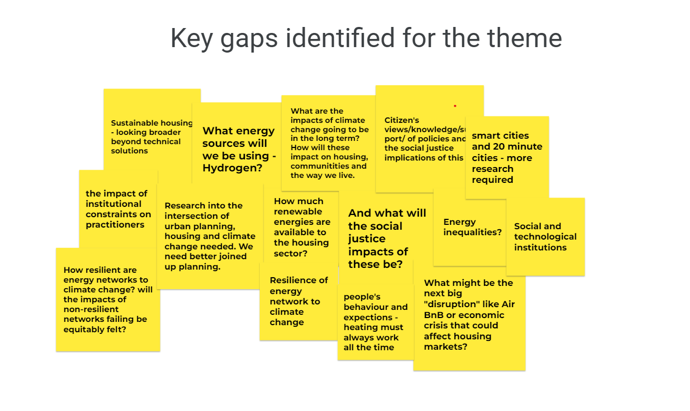 Key gaps identified for the theme
Sustainable housing
- looking broader
beyond technical
solutions
What energy
sources will
we be using -
Hydrogen?
What are the
impacts of climate
change going to be
in the long term?
How will these
impact on housing,
communitities and
the way we live.
Citizen's
views/knowledge/su
port/ of policies and
the social justice
implications of this
smart cities
and 20 minute
cities - more
research
required
the impact of
institutional
constraints on
practitioners
Research into the
intersection of
urban planning,
housing and climate
change needed. We
need better joined
up planning.
How much
renewable
energies are
available to
the housing
sector?
And what will
the social
justice
impacts of
these be?
Energy
inequalities?
Social and
technological
institutions
How resilient are
energy networks to
climate change? will
the impacts of
non-resilient
networks failing be
equitably felt?
Resilience of
energy
network to
climate
change
people's
behaviour and
expections -
heating must
always work
all the time
What might be the
next big
"disruption" like Air
BnB or economic
crisis that could
affect housing
markets?